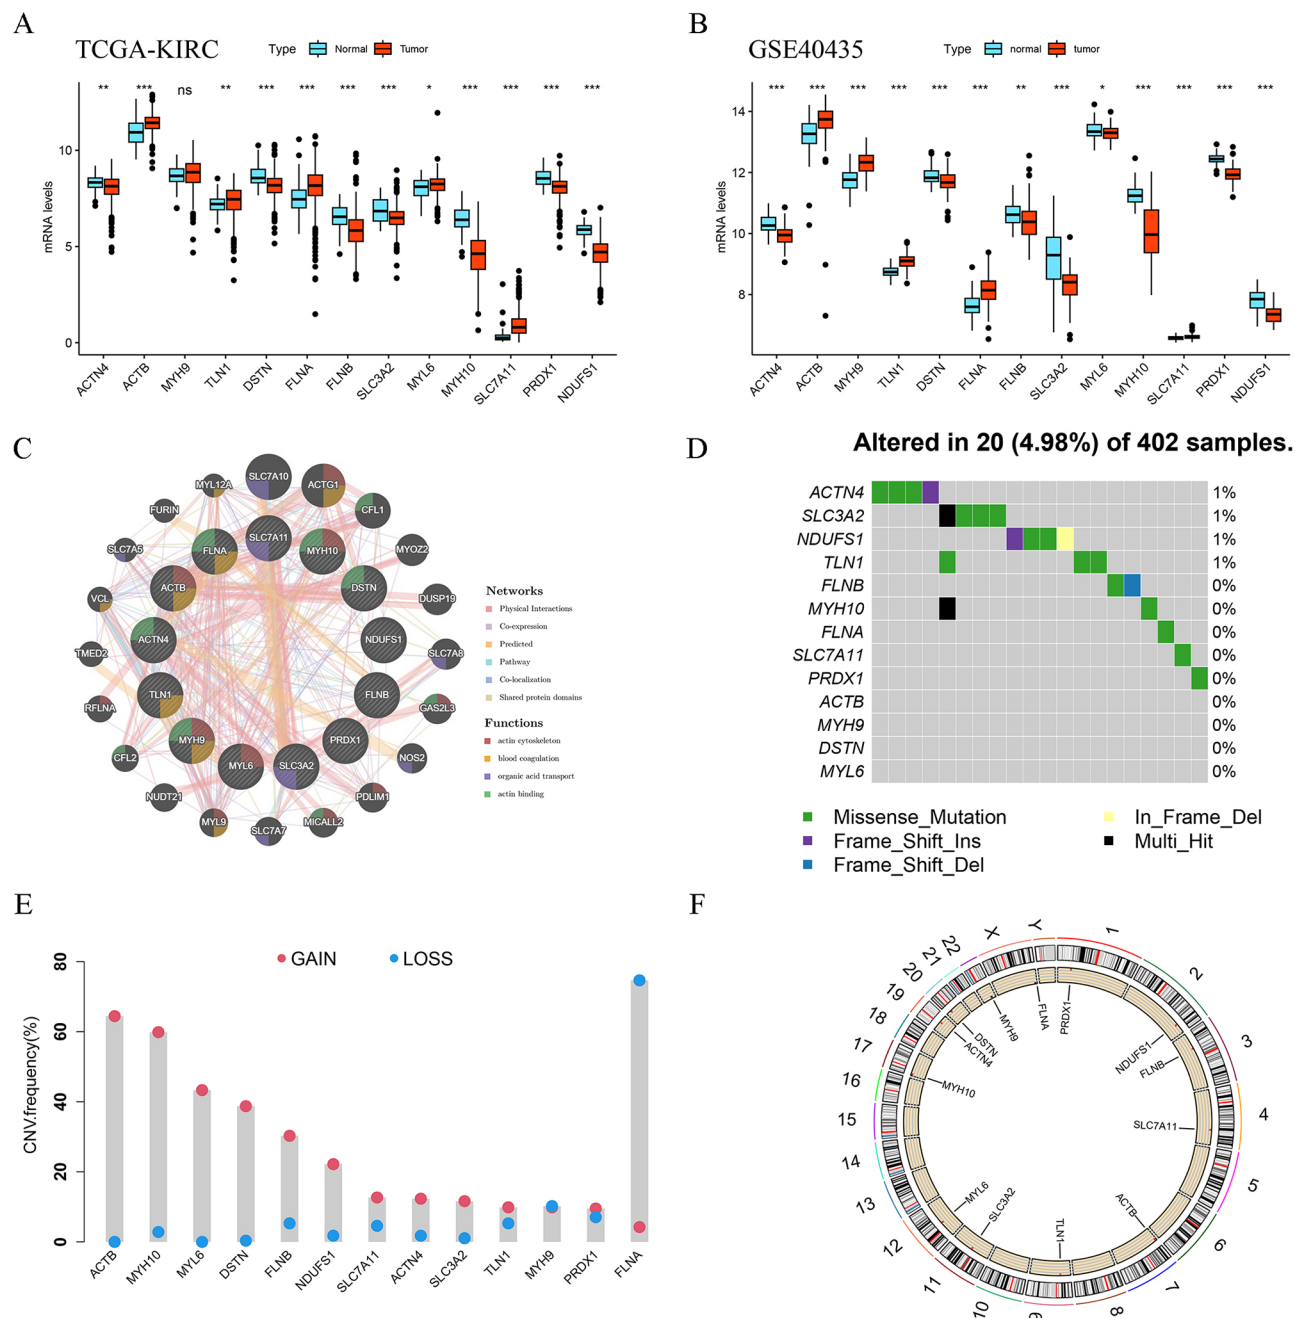 A
TCGA-KIRC
Type Normal Tumor
** *** ns ** *** *** *** *** * *** *** *** ***
mRNA levels
10
5
0
ACTN4 ACTB MYH9 TLN1 DSTN FLNA FLNB SLC3A2 MYL6 MYH10 SLC7A11 PRDX1 NDUFS1
B
GSE40435
Type normal tumor
*** *** *** *** *** *** ** *** * *** *** *** ***
mRNA levels
14
12
10
8
ACTN4 ACTB MYH9 TLN1 DSTN FLNA FLNB SLC3A2 MYL6 MYH10 SLC7A11 PRDX1 NDUFS1
C
SLC7A10
MYL12A
ACTG1
FURIN
CFL1
SLC7A11
FLNA
MYH10
SLC7A5
MYOZ2
ACTB
DSTN
VCL
DUSP19
ACTN4
NDUFS1
TMED2
SLC7A8
TLN1
FLNB
RFLNA
GAS2L3
MYH9
PRDX1
CFL2
NOS2
MYL6
SLC3A2
NUDT21
PDLIM1
MYL9
MICALL2
SLC7A7
Networks
Physical Interactions
Co-expression
Predicted
Pathway
Co-localization
Shared protein domains
Functions
actin cytoskeleton
blood coagulation
organic acid transport
actin binding
D
Altered in 20 (4.98%) of 402 samples.
ACTN4 1%
SLC3A2 1%
NDUFS1 1%
TLN1 1%
FLNB 0%
MYH10 0%
FLNA 0%
SLC7A11 0%
PRDX1 0%
ACTB 0%
MYH9 0%
DSTN 0%
MYL6 0%
Missense_Mutation In_Frame_Del
Frame_Shift_Ins Multi_Hit
Frame_Shift_Del
E
GAIN LOSS
CNV.frequency(%)
80
60
40
20
0
ACTB MYH10 MYL6 DSTN FLNB NDUFS1 SLC7A11 ACTN4 SLC3A2 TLN1 MYH9 PRDX1 FLNA
F
1
2
3
4
5
6
7
8
9
10
11
12
13
14
15
16
17
18
19
20
21
22
X
Y
PRDX1
NDUFS1
FLNB
SLC7A11
ACTB
TLN1
SLC3A2
MYL6
MYH10
ACTN4
DSTN
MYH9
FLNA